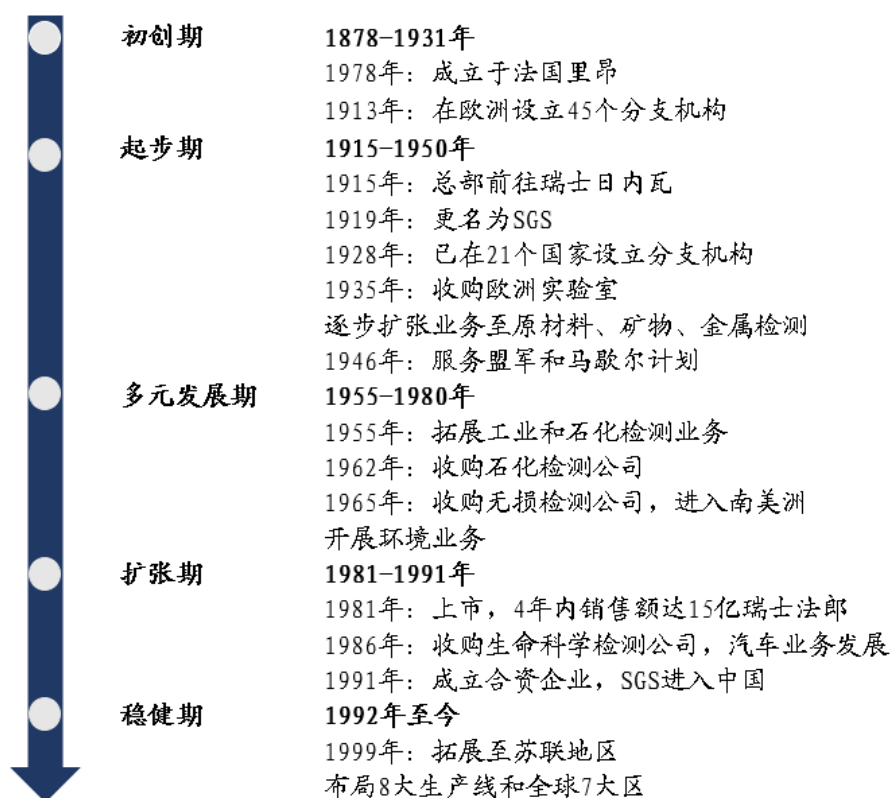 初创期 1878-1931年
1978年：成立于法国里昂
1913年：在欧洲设立45个分支机构
起步期 1915-1950年
1915年：总部前往瑞士日内瓦
1919年：更名为SGS
1928年：已在21个国家设立分支机构
1935年：收购欧洲实验室
逐步扩张业务至原材料、矿物、金属检测
1946年：服务盟军和马歇尔计划
多元发展期 1955-1980年
1955年：拓展工业和石化检测业务
1962年：收购石化检测公司
1965年：收购无损检测公司，进入南美洲
开展环境业务
扩张期 1981-1991年
1981年：上市，4年内销售额达15亿瑞士法郎
1986年：收购生命科学检测公司，汽车业务发展
1991年：成立合资企业，SGS进入中国
稳健期 1992年至今
1999年：拓展至苏联地区
布局8大生产线和全球7大区